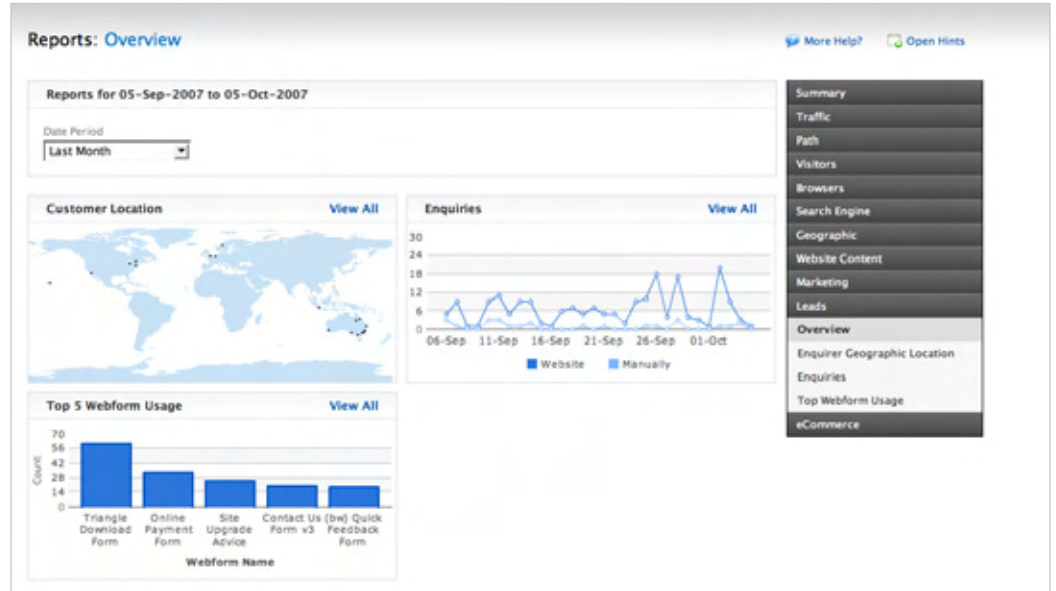 Reports: Overview
More Help?
Open Hints
Reports for 05-Sep-2007 to 05-Oct-2007
Date Period
Last Month
Customer Location View All
Enquiries View All
30
24
18
12
6
0
06-Sep 11-Sep 16-Sep 21-Sep 26-Sep 01-Oct
Website Manually
Top 5 Webform Usage View All
Count
70
56
42
28
14
0
Triangle Download Form
Online Payment Form
Site Upgrade Advice
Contact Us Form v3
(bw) Quick Feedback Form
Webform Name
Summary
Traffic
Path
Visitors
Browsers
Search Engine
Geographic
Website Content
Marketing
Leads
Overview
Enquirer Geographic Location
Enquiries
Top Webform Usage
eCommerce